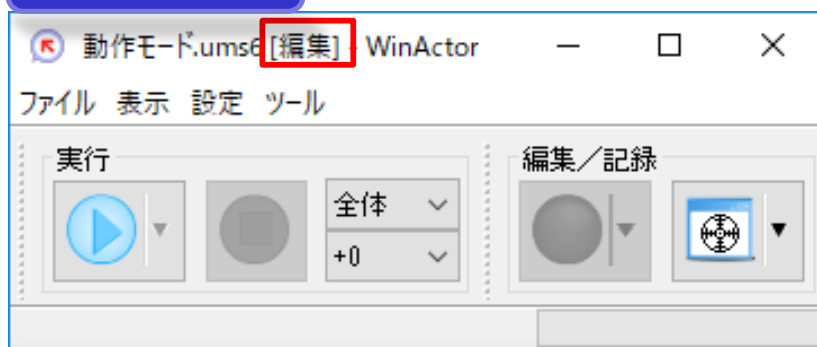 動作モード.ums6 [編集] - WinActor
ファイル 表示 設定 ツール
実行
編集／記録
全体
+0